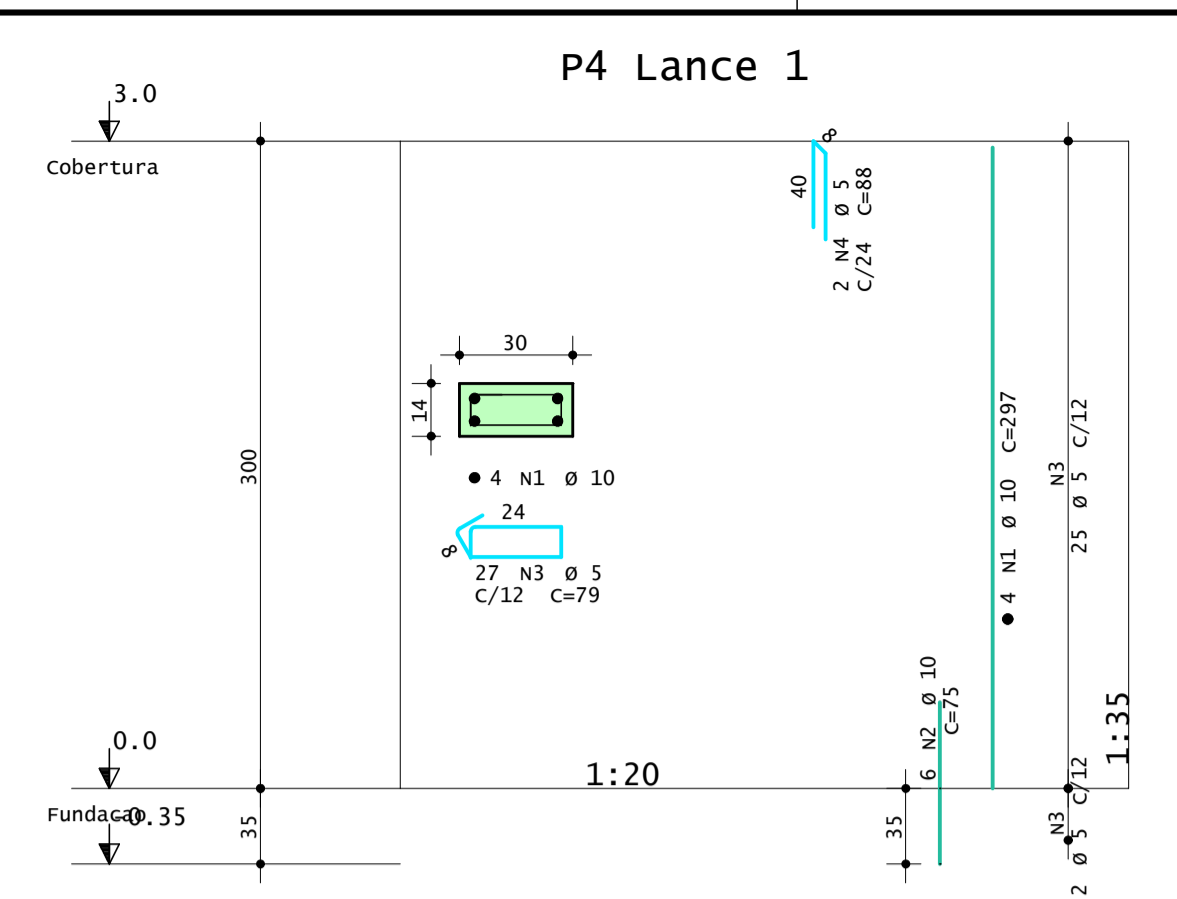 P4 Lance 1
3.0
Cobertura
8
40
2 N4 Ø 5
C/24 C=88
30
14
300
4 N1 Ø 10
24
8
27 N3 Ø 5
C/12 C=79
4 N1 Ø 10 C=297
N3
25 Ø 5 C/12
6 N2 Ø 10
C=75
1:35
0.0
1:20
Fundacao
-0.35
35
35
N3
2 Ø 5 C/12